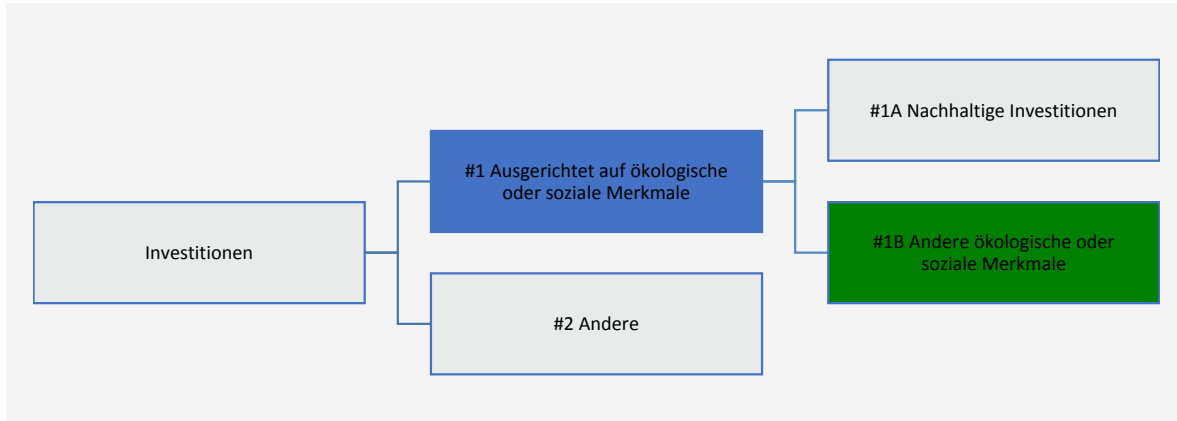 Investitionen
#1 Ausgerichtet auf ökologische
oder soziale Merkmale
#2 Andere
#1A Nachhaltige Investitionen
#1B Andere ökologische oder
soziale Merkmale